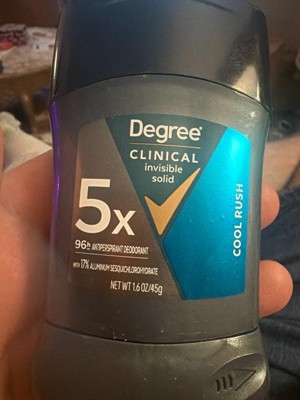 Degree®
CLINICAL
invisible
solid
5x
96h ANTIPERSPIRANT DEODORANT
WITH 17% ALUMINUM SESQUICHLOROHYDRATE
NET WT 1.6 OZ/45g
COOL RUSH